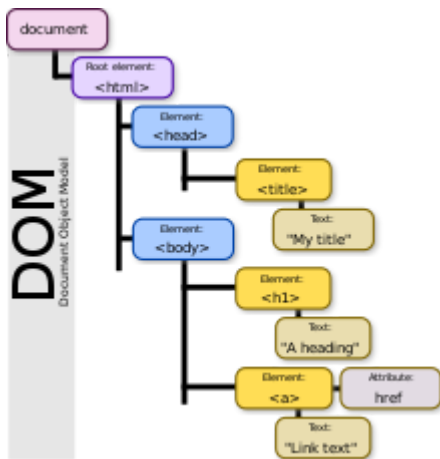 document
Root element:
<html>
Element:
<head>
Element:
<title>
Text:
"My title"
Element:
<body>
Element:
<h1>
Text:
"A heading"
Element:
<a>
Attribute:
href
Text:
"Link text"
DOM
Document Object Model